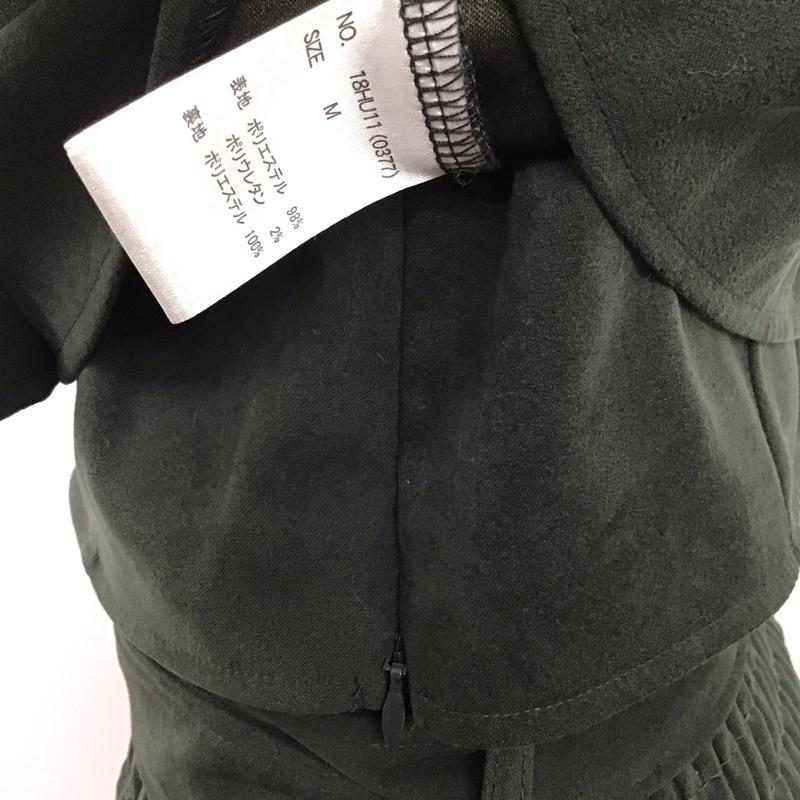 NO. 18HU11 (0377)
SIZE M
表地 ポリエステル 98%
ポリウレタン 2%
裏地 ポリエステル 100%